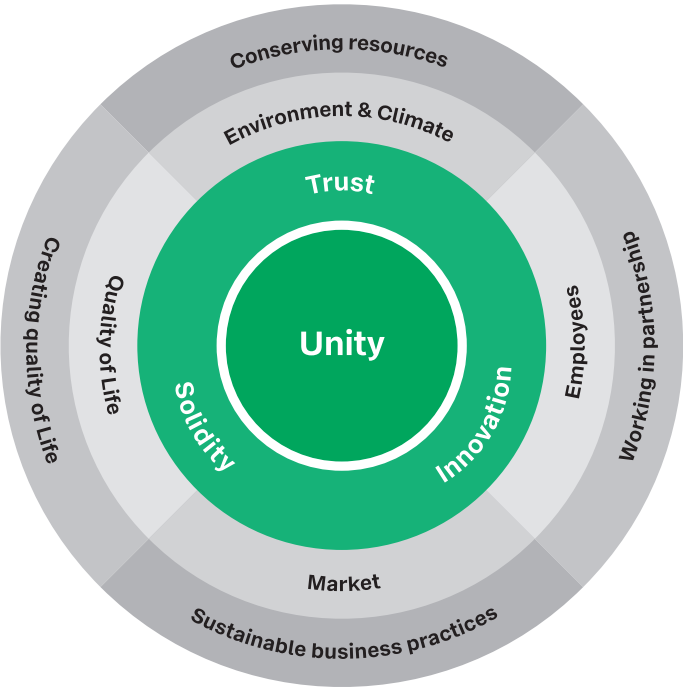 Conserving resources
Environment & Climate
Trust
Creating quality of Life
Quality of Life
Unity
Employees
Working in partnership
Solidity
Innovation
Market
Sustainable business practices